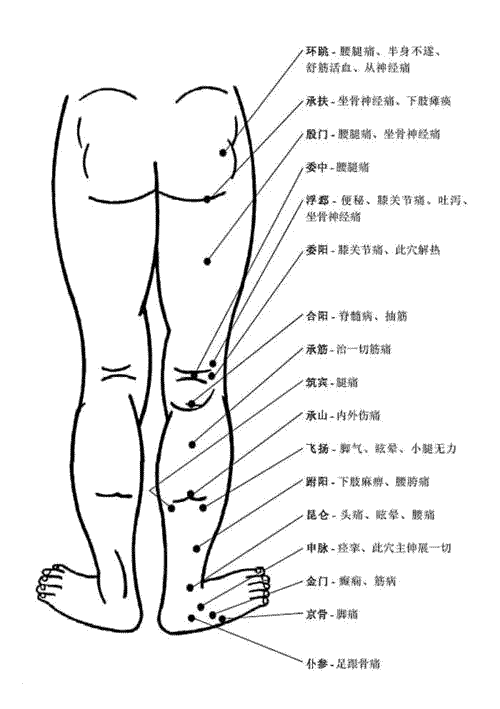 环跳-腰腿痛、半身不遂、
舒筋活血、从神经痛
承扶-坐骨神经痛、下肢瘫痪
殷门-腰腿痛、坐骨神经痛
委中-腰腿痛
浮郄-便秘、膝关节痛、吐泻、
坐骨神经痛
委阳-膝关节痛、此穴解热
合阳-脊髓病、抽筋
承筋-治一切筋痛
筑宾-腿痛
承山-内外伤痛
飞扬-脚气、眩晕、小腿无力
跗阳-下肢麻痹、腰胯痛
昆仑-头痛、眩晕、腰痛
申脉-痉挛、此穴主伸展一切
金门-癫痫、筋病
京骨-脚痛
仆参-足跟骨痛